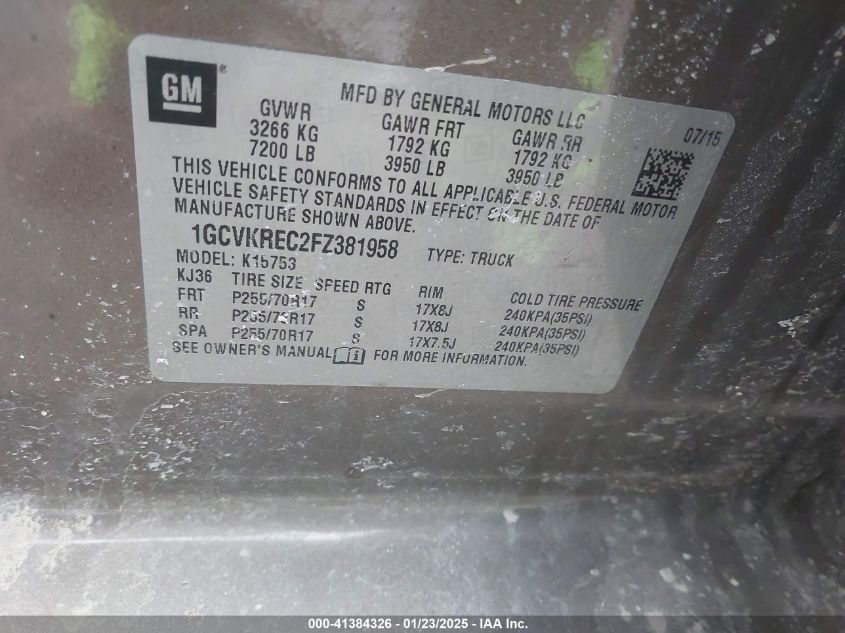 GM ®
MFD BY GENERAL MOTORS LLC
07/15
GVWR GAWR FRT GAWR RR
3266 KG 1792 KG 1792 KG
7200 LB 3950 LB 3950 LB
THIS VEHICLE CONFORMS TO ALL APPLICABLE U.S. FEDERAL MOTOR
VEHICLE SAFETY STANDARDS IN EFFECT ON THE DATE OF
MANUFACTURE SHOWN ABOVE.
1GCVKREC2FZ381958 TYPE: TRUCK
MODEL: K15753
KJ36 TIRE SIZE SPEED RTG RIM COLD TIRE PRESSURE
FRT P255/70R17 S 17X8J 240KPA(35PSI)
RR P255/70R17 S 17X8J 240KPA(35PSI)
SPA P255/70R17 S 17X7.5J 240KPA(35PSI)
SEE OWNER'S MANUAL i FOR MORE INFORMATION.
000-41384326 - 01/23/2025 - IAA Inc.